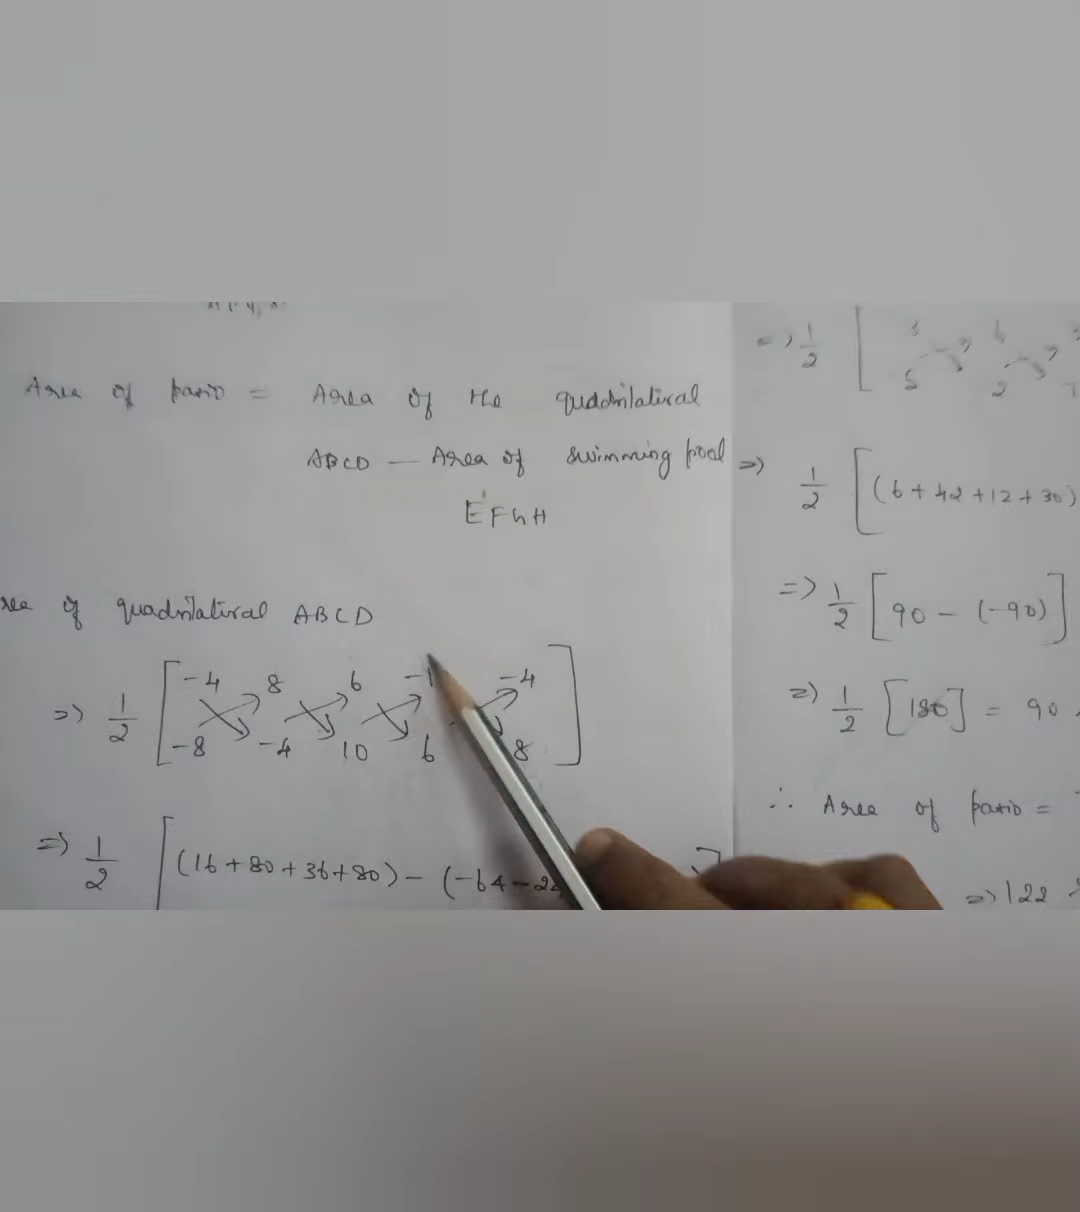 Area of patio = Area of the quadrilateral
ABCD — Area of swimming pool
EFGH
of quadrilateral ABCD
=> 1/2 [ -4 8 6 -4 ]
-8 -4 10 6 8
=> 1/2 [(16 + 80 + 36 + 80) - (-64
=> 1/2 [
5 2
=> 1/2 [(6 + 42 + 12 + 30)
=> 1/2 [90 - (-90)]
=> 1/2 [180] = 90
∴ Area of patio =
=> 122